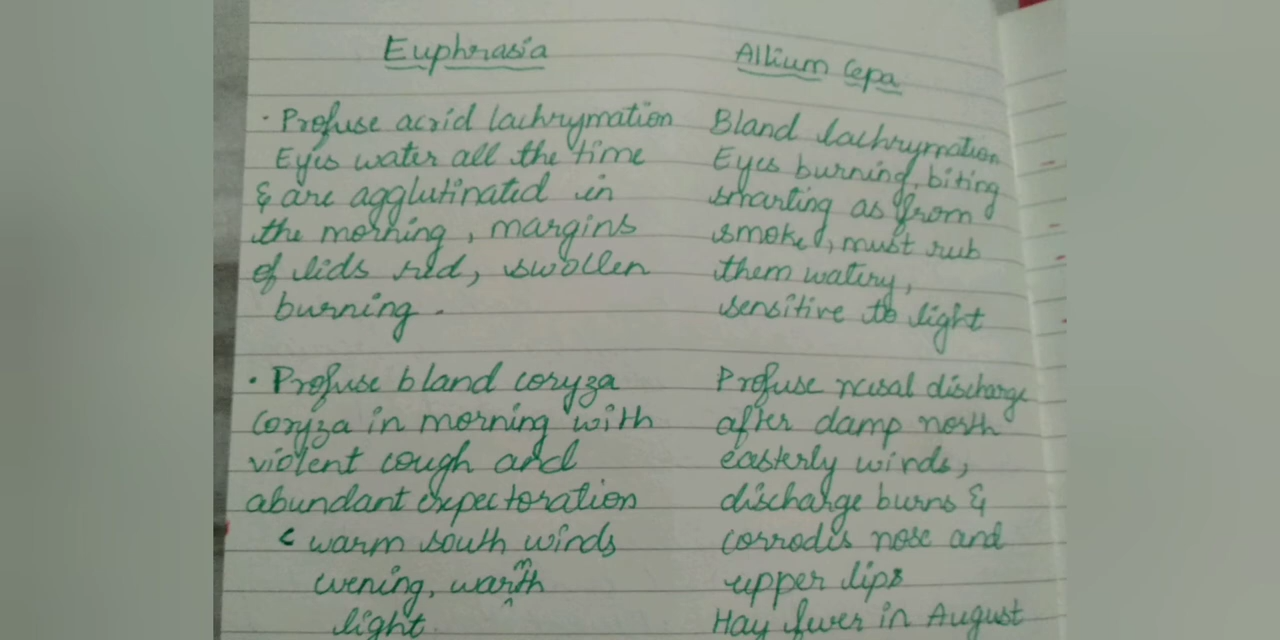 Euphrasia
· Profuse acrid lachrymation
Eyes water all the time
& are agglutinated in
the morning, margins
of lids red, swollen
burning.
· Profuse bland coryza
Coryza in morning with
violent cough and
abundant expectoration
< warm south winds
evening, warmth
light
Allium Cepa
Bland lachrymation
Eyes burning, biting
smarting as from
smoke, must rub
them watery,
sensitive to light
Profuse nasal discharge
after damp north
easterly winds,
discharge burns &
corrodes nose and
upper lips
Hay fever in August